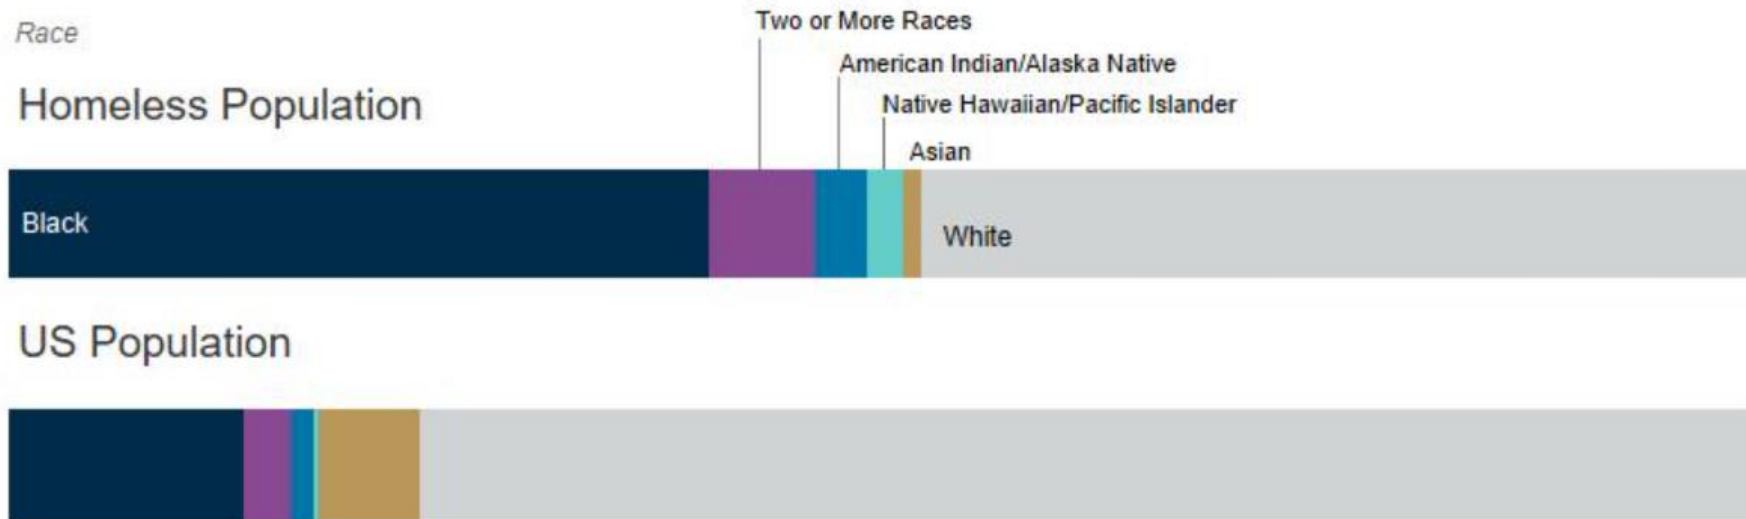 Race
Two or More Races
American Indian/Alaska Native
Homeless Population
Native Hawaiian/Pacific Islander
Asian
Black
White
US Population